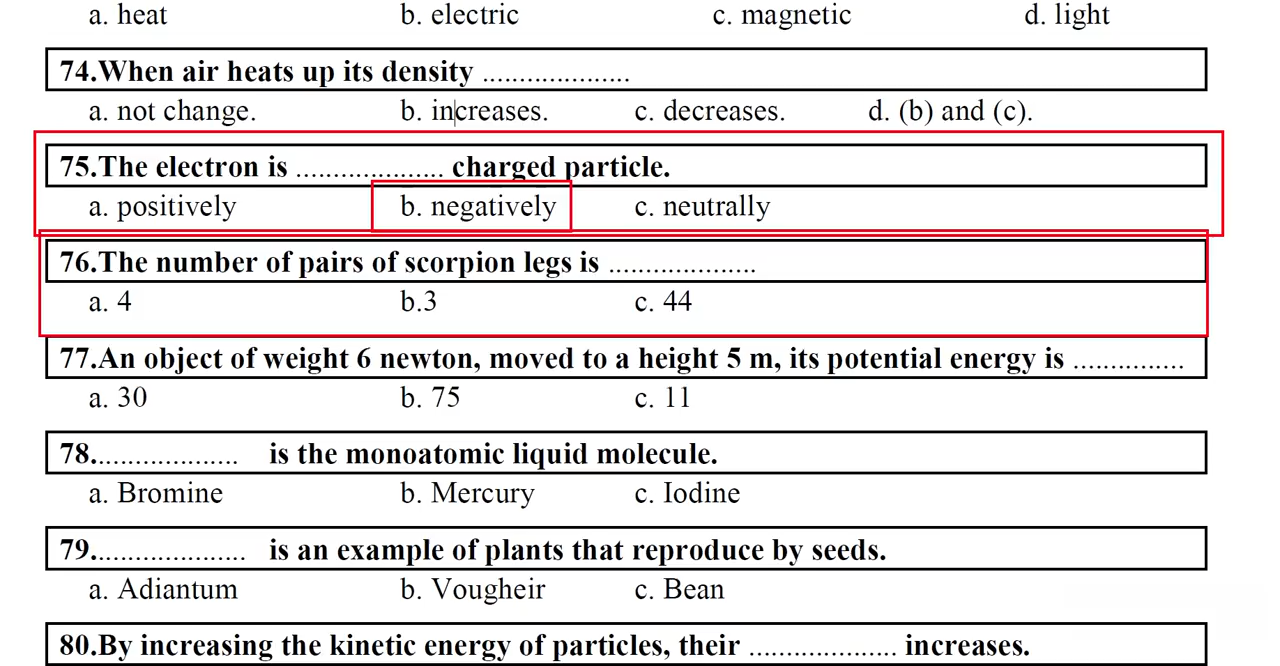 a. heat b. electric c. magnetic d. light
74.When air heats up its density ....................
a. not change. b. increases. c. decreases. d. (b) and (c).
75.The electron is .................... charged particle.
a. positively b. negatively c. neutrally
76.The number of pairs of scorpion legs is ....................
a. 4 b.3 c. 44
77.An object of weight 6 newton, moved to a height 5 m, its potential energy is ...............
a. 30 b. 75 c. 11
78.................... is the monoatomic liquid molecule.
a. Bromine b. Mercury c. Iodine
79..................... is an example of plants that reproduce by seeds.
a. Adiantum b. Vougheir c. Bean
80.By increasing the kinetic energy of particles, their .................... increases.